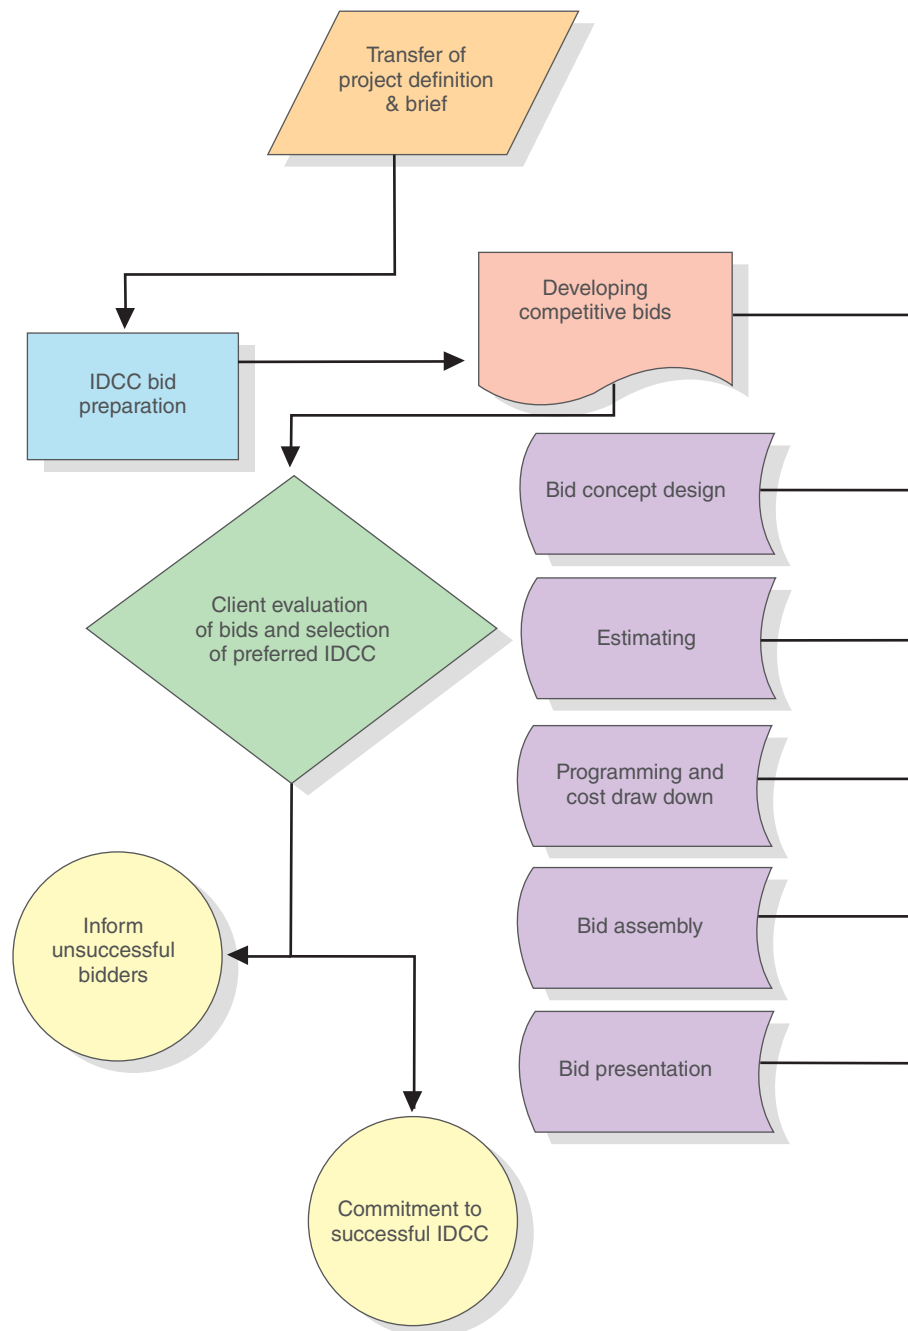 Transfer of
project definition
& brief
Developing
competitive bids
IDCC bid
preparation
Bid concept design
Client evaluation
of bids and selection
of preferred IDCC
Estimating
Programming and
cost draw down
Inform
unsuccessful
bidders
Bid assembly
Bid presentation
Commitment to
successful IDCC